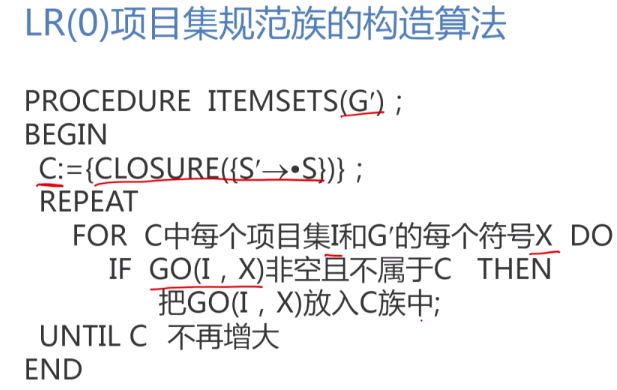 LR(0)项目集规范族的构造算法
PROCEDURE ITEMSETS(G′)；
BEGIN
C:={CLOSURE({S′→•S})}；
REPEAT
FOR C中每个项目集I和G′的每个符号X DO
IF GO(I，X)非空且不属于C THEN
把GO(I，X)放入C族中;
UNTIL C 不再增大
END